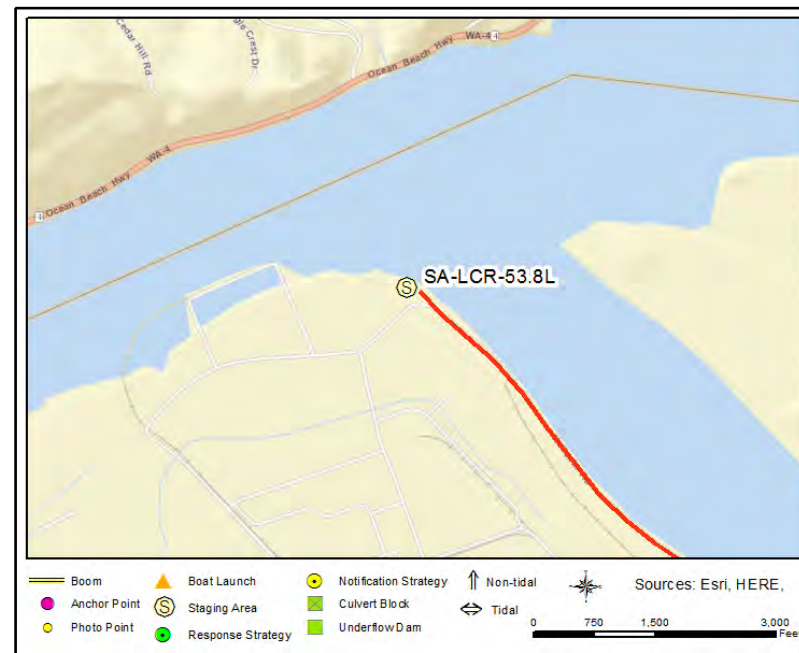 Cedar Hill Rd
gle Crest Dr
Ocean Beach Hwy
WA-4
4
WA-4
Ocean Beach Hwy
4
SA-LCR-53.8L
S
Boom
Boat Launch
Notification Strategy
Non-tidal
Sources: Esri, HERE,
Anchor Point
S
Staging Area
Culvert Block
Tidal
Photo Point
Response Strategy
Underflow Dam
0 750 1,500 3,000
Feet